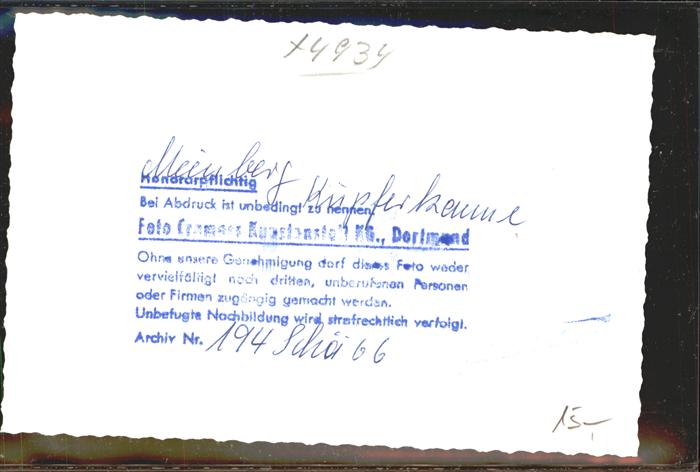 x4934
Meinberg
Kupferkanne
Honorarpflichtig
Bei Abdruck ist unbedingt zu nennen
Foto Cramers Kunstanstalt KG., Dortmund
Ohne unsere Genehmigung darf dieses Foto weder
vervielfältigt noch dritten, unberufenen Personen
oder Firmen zugängig gemacht werden.
Unbefugte Nachbildung wird strafrechtlich verfolgt.
Archiv Nr. 194 Schä 66
15,-